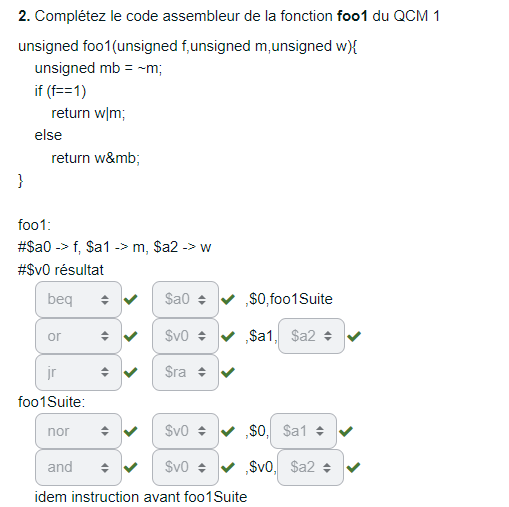 2. Complétez le code assembleur de la fonction foo1 du QCM 1
unsigned foo1(unsigned f,unsigned m,unsigned w){
unsigned mb = ~m;
if (f==1)
return w|m;
else
return w&mb;
}
foo1:
#$a0 -> f, $a1 -> m, $a2 -> w
#$v0 résultat
beq $a0 ,$0,foo1Suite
or $v0 ,$a1, $a2
jr $ra
foo1Suite:
nor $v0 ,$0, $a1
and $v0 ,$v0, $a2
idem instruction avant foo1Suite